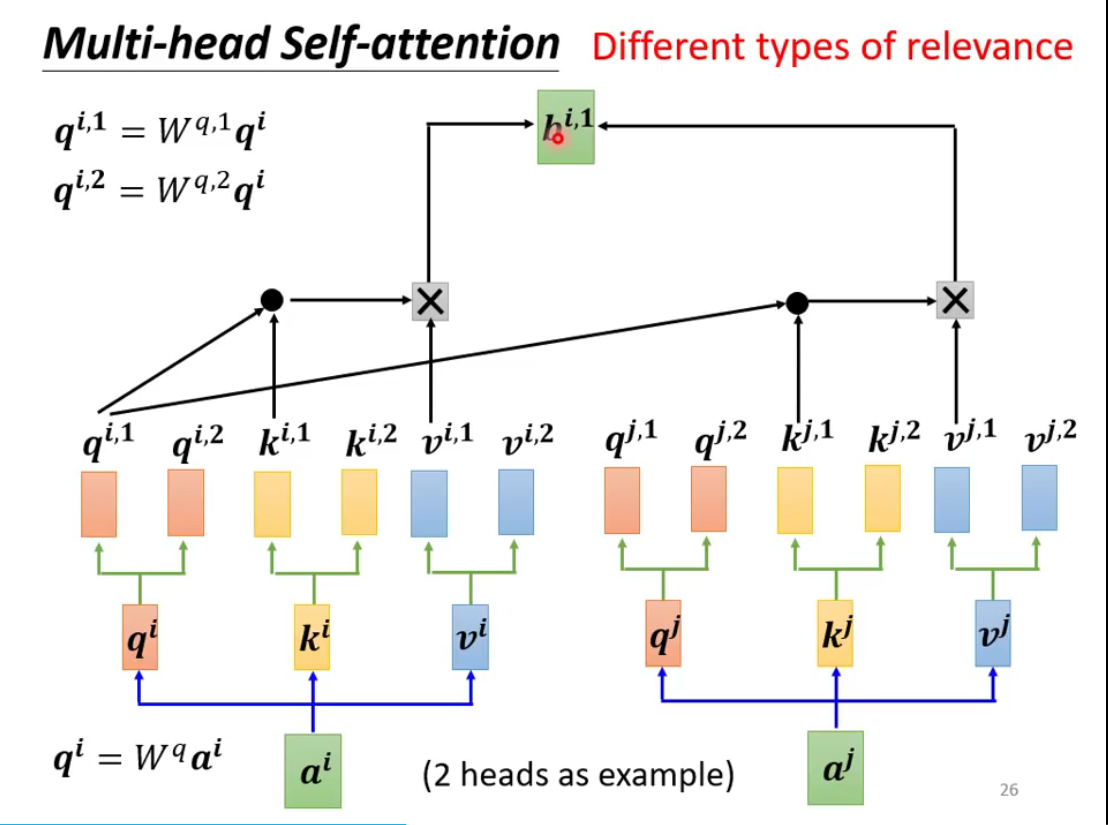 Multi-head Self-attention Different types of relevance
q^{i,1} = W^{q,1}q^i
q^{i,2} = W^{q,2}q^i
b^{i,1}
q^{i,1} q^{i,2} k^{i,1} k^{i,2} v^{i,1} v^{i,2} q^{j,1} q^{j,2} k^{j,1} k^{j,2} v^{j,1} v^{j,2}
q^i k^i v^i q^j k^j v^j
q^i = W^q a^i
a^i (2 heads as example) a^j
26